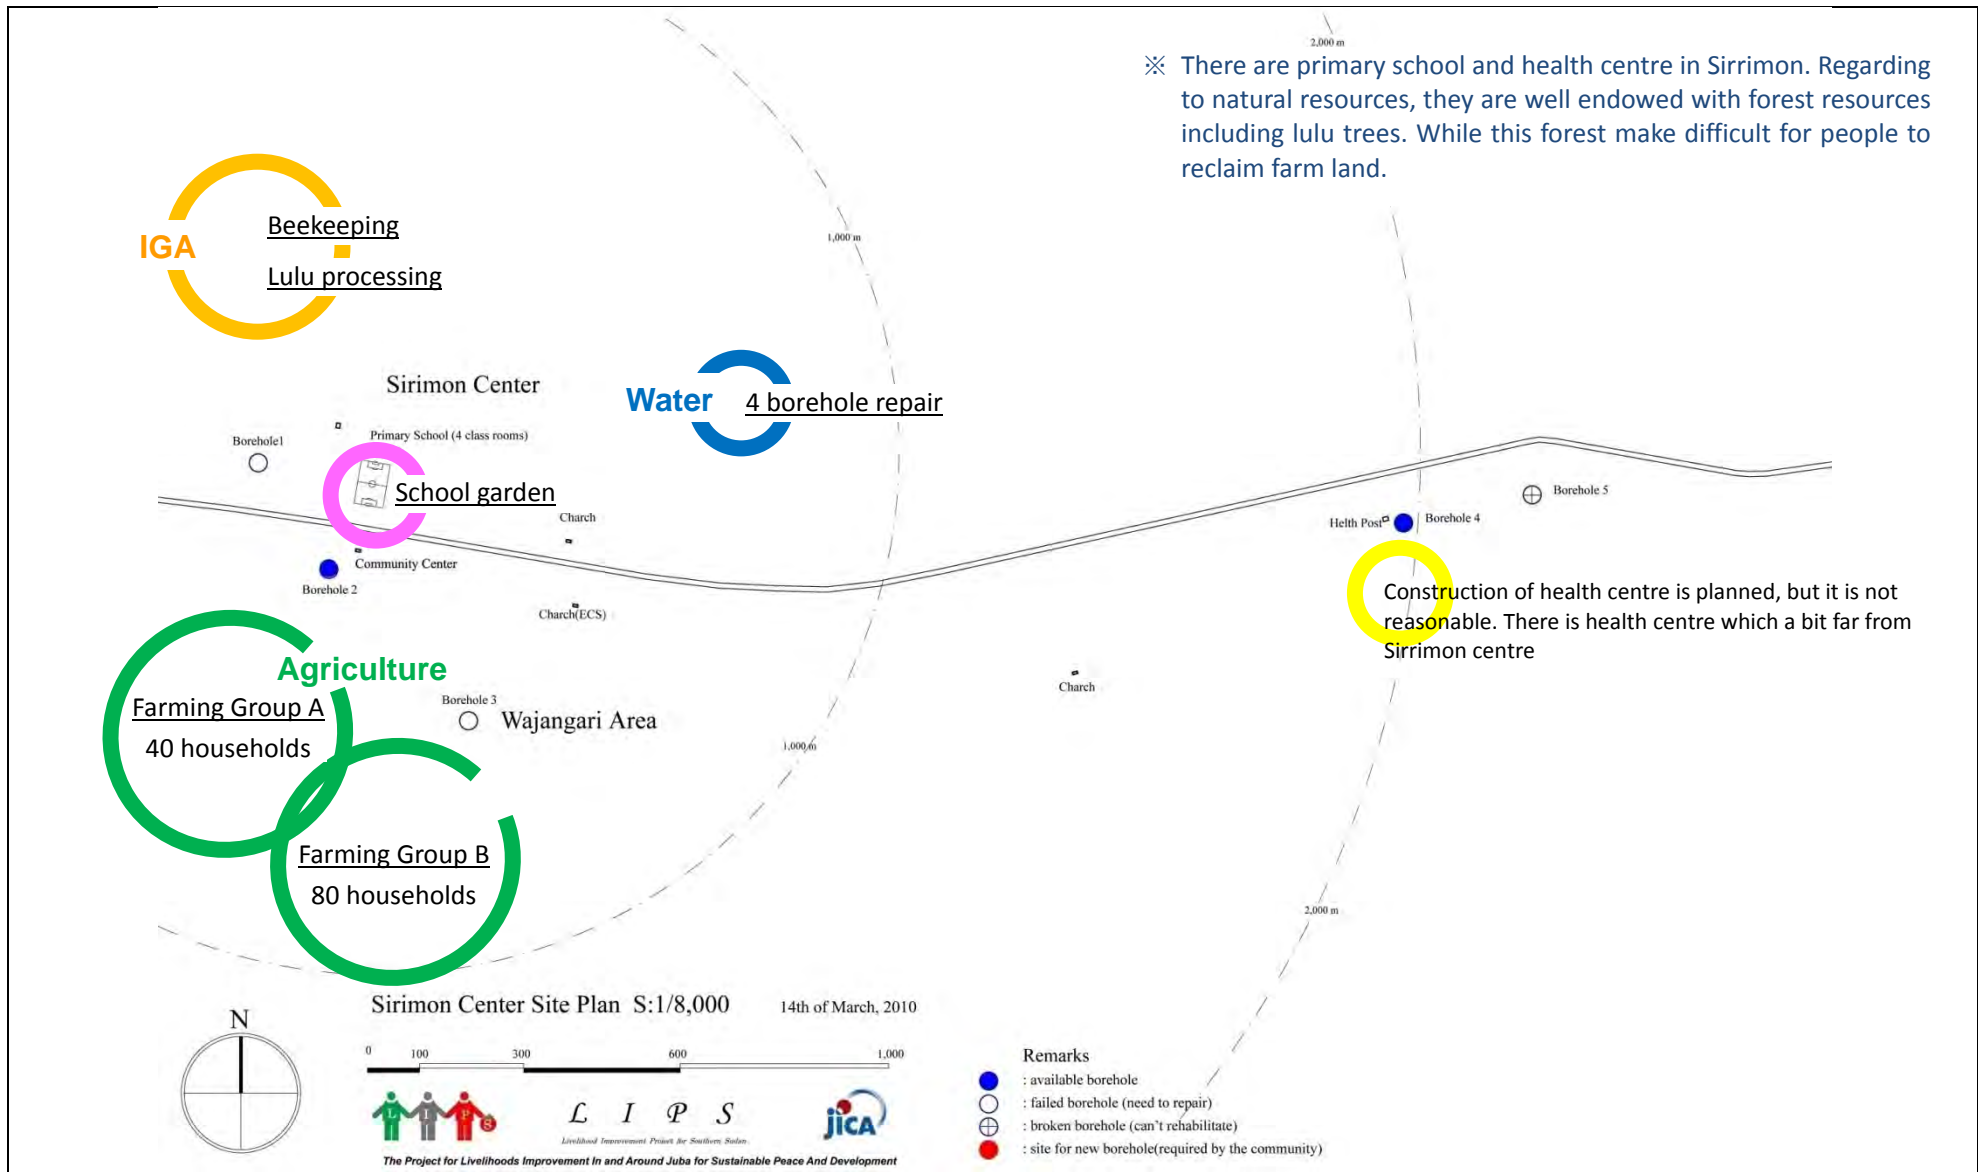 2,000 m
※ There are primary school and health centre in Sirrimon. Regarding
to natural resources, they are well endowed with forest resources
including lulu trees. While this forest make difficult for people to
reclaim farm land.
IGA
Beekeeping
Lulu processing
1,000 m
Sirimon Center
Water
4 borehole repair
Primary School (4 class rooms)
Borehole1
School garden
Charch
Community Center
Borehole 2
Charch(ECS)
Helth Post
Borehole 4
Borehole 5
Construction of health centre is planned, but it is not
reasonable. There is health centre which a bit far from
Sirrimon centre
Agriculture
Farming Group A
40 households
Borehole 3
Wajangari Area
Charch
1,000 m
Farming Group B
80 households
2,000 m
N
Sirimon Center Site Plan S:1/8,000
14th of March, 2010
0 100 300 600 1,000
L I P S
L I P S
Livelihood Improvement Project for Southern Sudan
jICA
The Project for Livelihoods Improvement In and Around Juba for Sustainable Peace And Development
Remarks
: available borehole
: failed borehole (need to repair)
: broken borehole (can't rehabilitate)
: site for new borehole(required by the community)